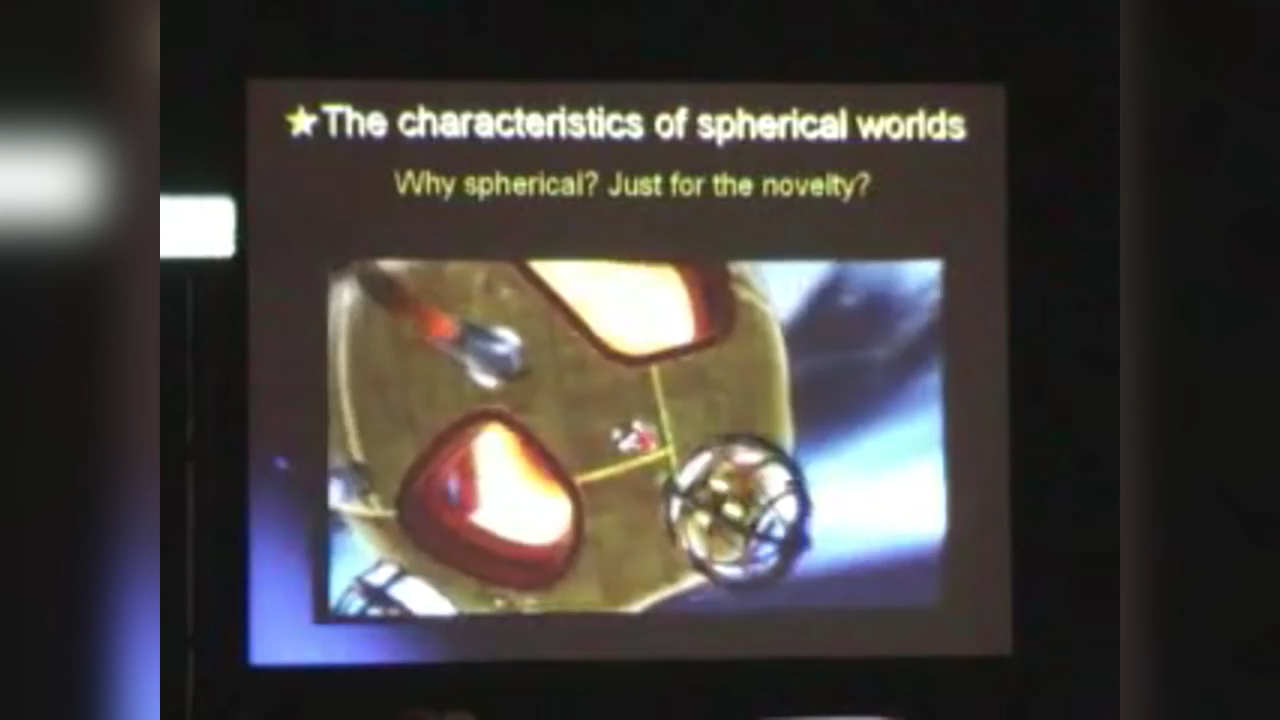 ★The characteristics of spherical worlds
Why spherical? Just for the novelty?